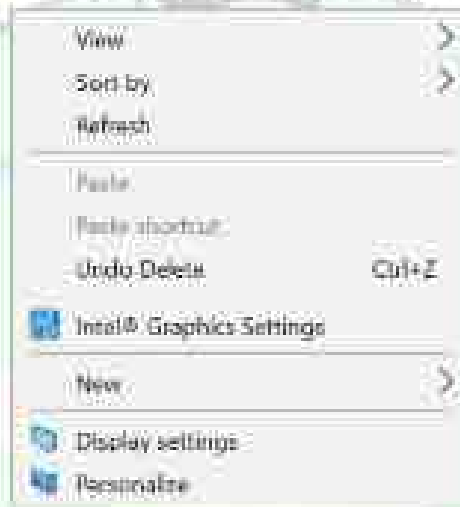 View
Sort by
Refresh
Paste
Paste shortcut
Undo Delete Ctrl+Z
Intel® Graphics Settings
New
Display settings
Personalize